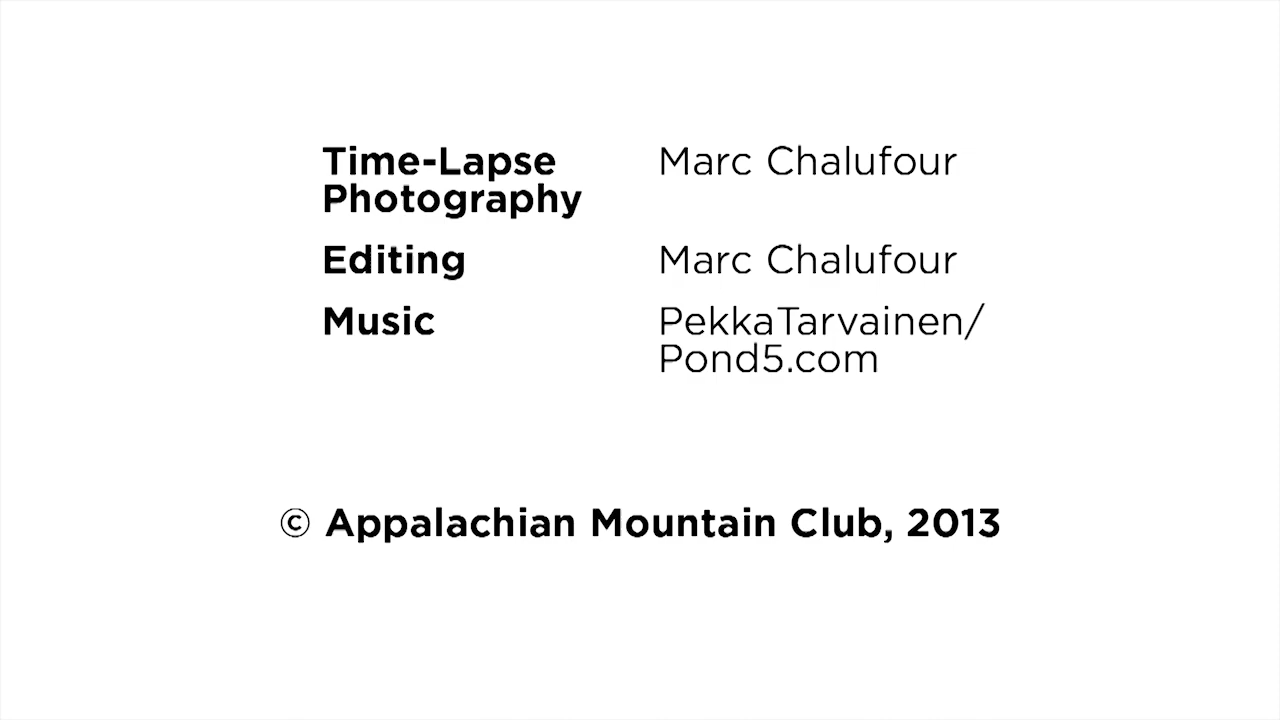 Time-Lapse Marc Chalufour
Photography
Editing Marc Chalufour
Music PekkaTarvainen/
Pond5.com
© Appalachian Mountain Club, 2013